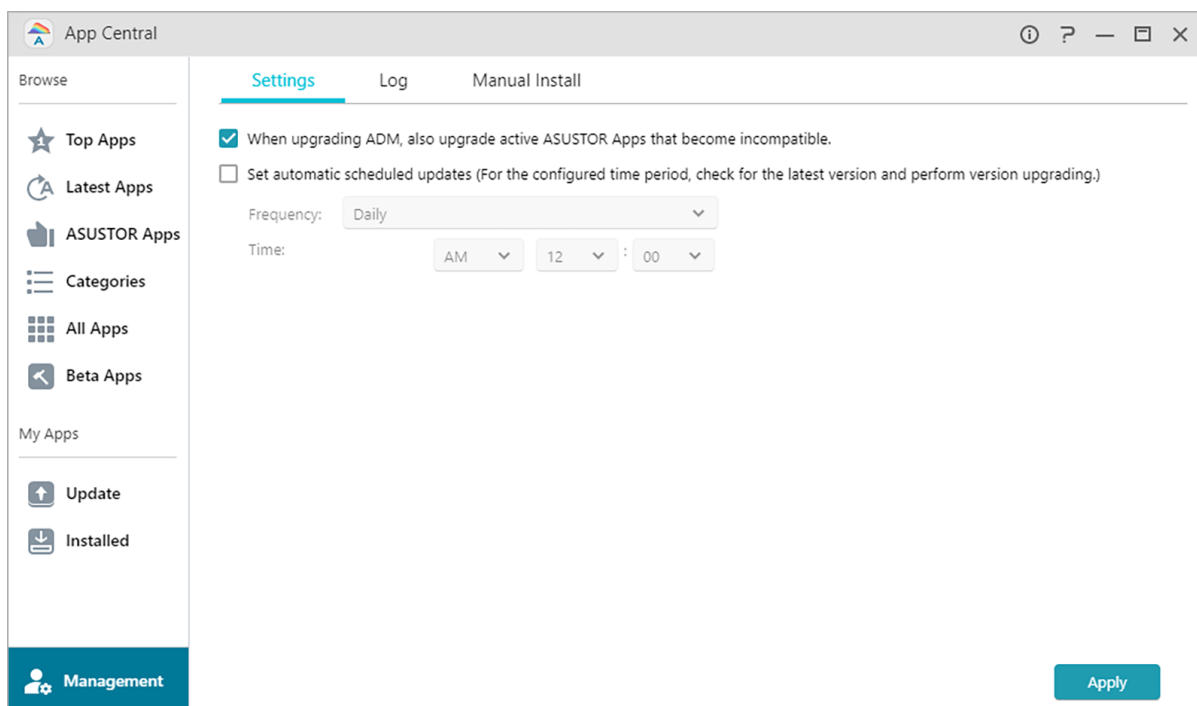 App Central
Browse
Top Apps
Latest Apps
ASUSTOR Apps
Categories
All Apps
Beta Apps
My Apps
Update
Installed
Management
Settings Log Manual Install
When upgrading ADM, also upgrade active ASUSTOR Apps that become incompatible.
Set automatic scheduled updates (For the configured time period, check for the latest version and perform version upgrading.)
Frequency: Daily
Time: AM 12 : 00
Apply